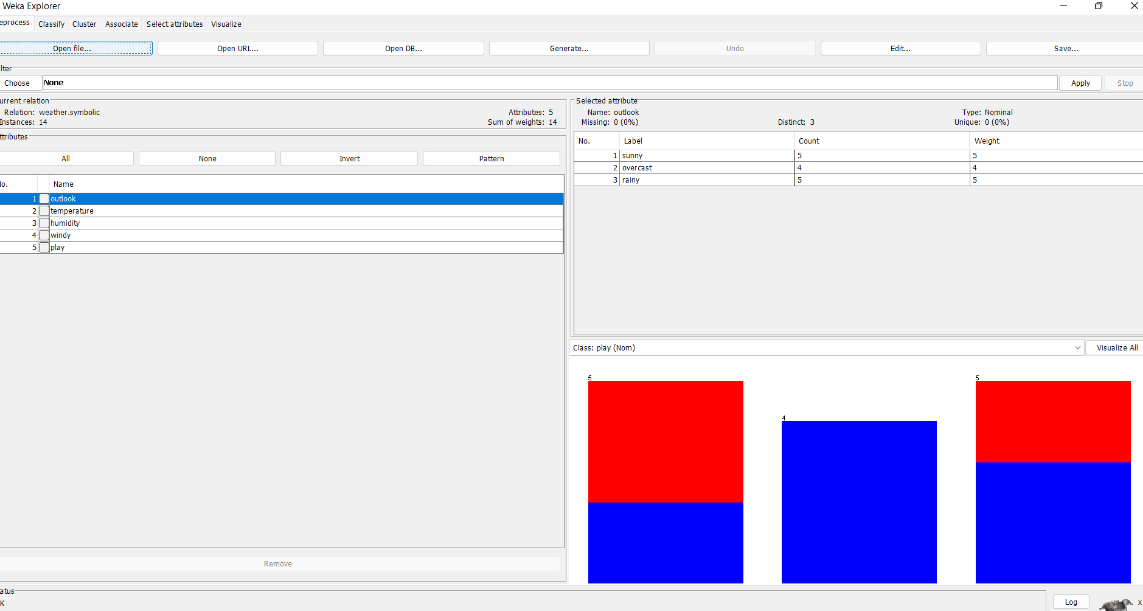 Weka Explorer
eprocess Classify Cluster Associate Select attributes Visualize
Open file... Open URL... Open DB... Generate... Undo Edit... Save...
lter
Choose None Apply Stop
urrent relation
Relation: weather.symbolic Attributes: 5
Instances: 14 Sum of weights: 14
ttributes
All None Invert Pattern
lo. Name
1 outlook
2 temperature
3 humidity
4 windy
5 play
Remove
Selected attribute
Name: outlook Type: Nominal
Missing: 0 (0%) Distinct: 3 Unique: 0 (0%)
No. Label Count Weight
1 sunny 5 5
2 overcast 4 4
3 rainy 5 5
Class: play (Nom) Visualize All
5 4 5
tatus
K Log X